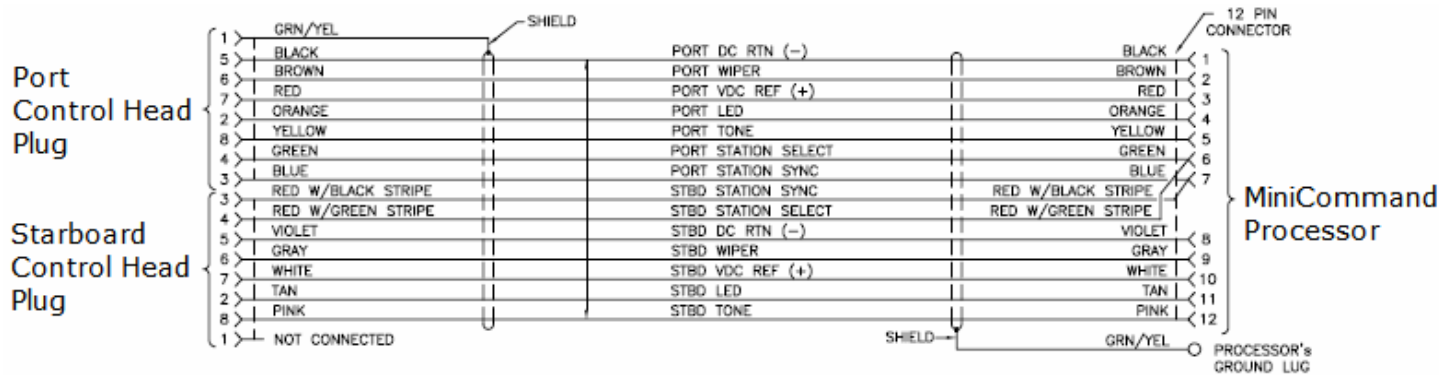 SHIELD
12 PIN
CONNECTOR
Port
Control Head
Plug
Starboard
Control Head
Plug
1 GRN/YEL
5 BLACK PORT DC RTN (-) BLACK 1
6 BROWN PORT WIPER BROWN 2
7 RED PORT VDC REF (+) RED 3
2 ORANGE PORT LED ORANGE 4
8 YELLOW PORT TONE YELLOW 5
4 GREEN PORT STATION SELECT GREEN 6
3 BLUE PORT STATION SYNC BLUE 7
3 RED W/BLACK STRIPE STBD STATION SYNC RED W/BLACK STRIPE
4 RED W/GREEN STRIPE STBD STATION SELECT RED W/GREEN STRIPE
5 VIOLET STBD DC RTN (-) VIOLET 8
6 GRAY STBD WIPER GRAY 9
7 WHITE STBD VDC REF (+) WHITE 10
2 TAN STBD LED TAN 11
8 PINK STBD TONE PINK 12
1 NOT CONNECTED
MiniCommand
Processor
SHIELD
GRN/YEL
PROCESSOR's
GROUND LUG